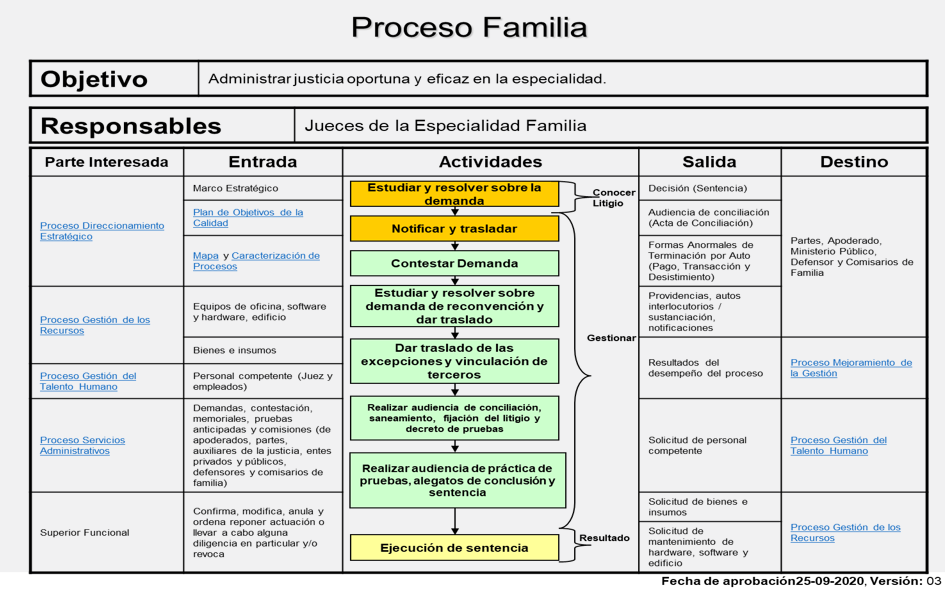 Proceso Familia
Objetivo
Administrar justicia oportuna y eficaz en la especialidad.
Responsables
Jueces de la Especialidad Familia
Parte Interesada
Entrada
Actividades
Salida
Destino
Proceso Direccionamiento
Estratégico
Proceso Gestión de los
Recursos
Proceso Gestión del
Talento Humano
Proceso Servicios
Administrativos
Superior Funcional
Marco Estratégico
Plan de Objetivos de la
Calidad
Mapa y Caracterización de
Procesos
Equipos de oficina, software
y hardware, edificio
Bienes e insumos
Personal competente (Juez y
empleados)
Demandas, contestación,
memoriales, pruebas
anticipadas y comisiones (de
apoderados, partes,
auxiliares de la justicia, entes
privados y públicos,
defensores y comisarios de
familia)
Confirma, modifica, anula y
ordena reponer actuación o
llevar a cabo alguna
diligencia en particular y/o
revoca
Estudiar y resolver sobre la
demanda
Notificar y trasladar
Contestar Demanda
Estudiar y resolver sobre
demanda de reconvención y
dar traslado
Dar traslado de las
excepciones y vinculación de
terceros
Realizar audiencia de conciliación,
saneamiento, fijación del litigio y
decreto de pruebas
Realizar audiencia de práctica de
pruebas, alegatos de conclusión y
sentencia
Ejecución de sentencia
Conocer
Litigio
Gestionar
Resultado
Decisión (Sentencia)
Audiencia de conciliación
(Acta de Conciliación)
Formas Anormales de
Terminación por Auto
(Pago, Transacción y
Desistimiento)
Providencias, autos
interlocutorios /
sustanciación,
notificaciones
Resultados del
desempeño del proceso
Solicitud de personal
competente
Solicitud de bienes e
insumos
Solicitud de
mantenimiento de
hardware, software y
edificio
Partes, Apoderado,
Ministerio Público,
Defensor y Comisarios de
Familia
Proceso Mejoramiento de
la Gestión
Proceso Gestión del
Talento Humano
Proceso Gestión de los
Recursos
Fecha de aprobación25-09-2020, Versión: 03